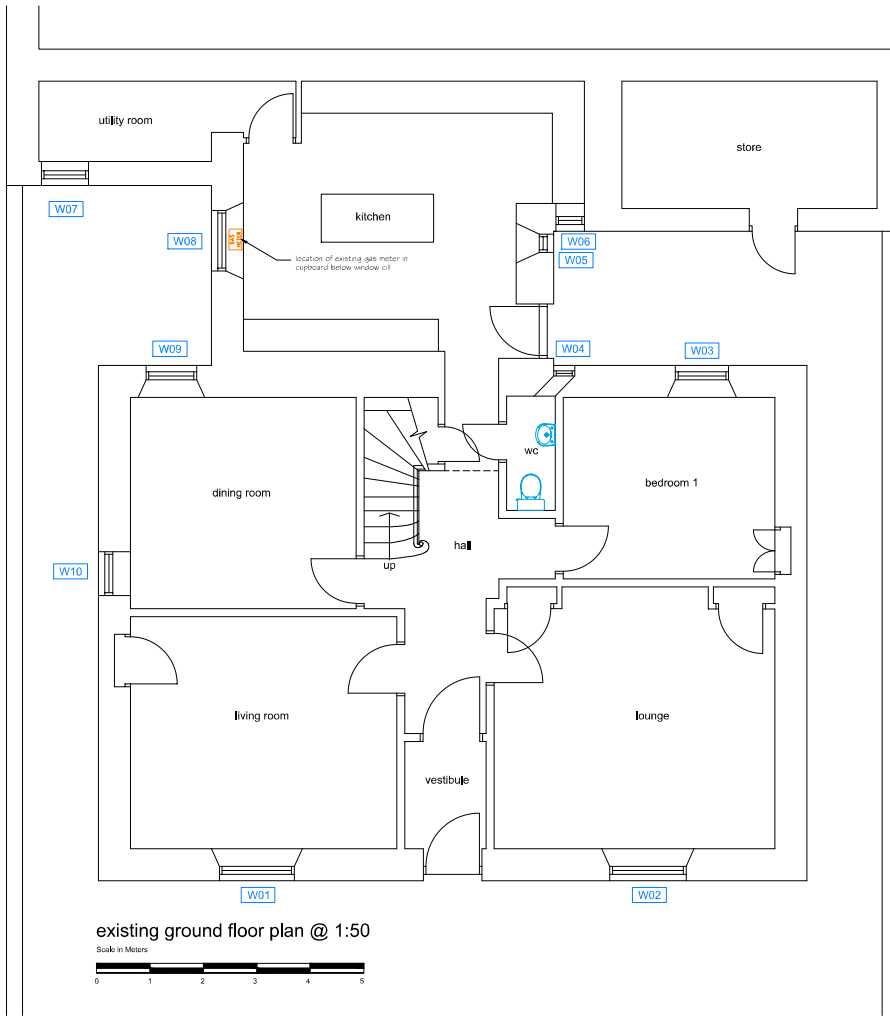 utility room
store
W07
kitchen
W08
GAS
METER
W06
location of existing gas meter in
cupboard below window cill
W05
W09
W04
W03
wc
dining room
bedroom 1
hall
up
W10
living room
lounge
vestibule
W01
W02
existing ground floor plan @ 1:50
Scale in Meters
0 1 2 3 4 5